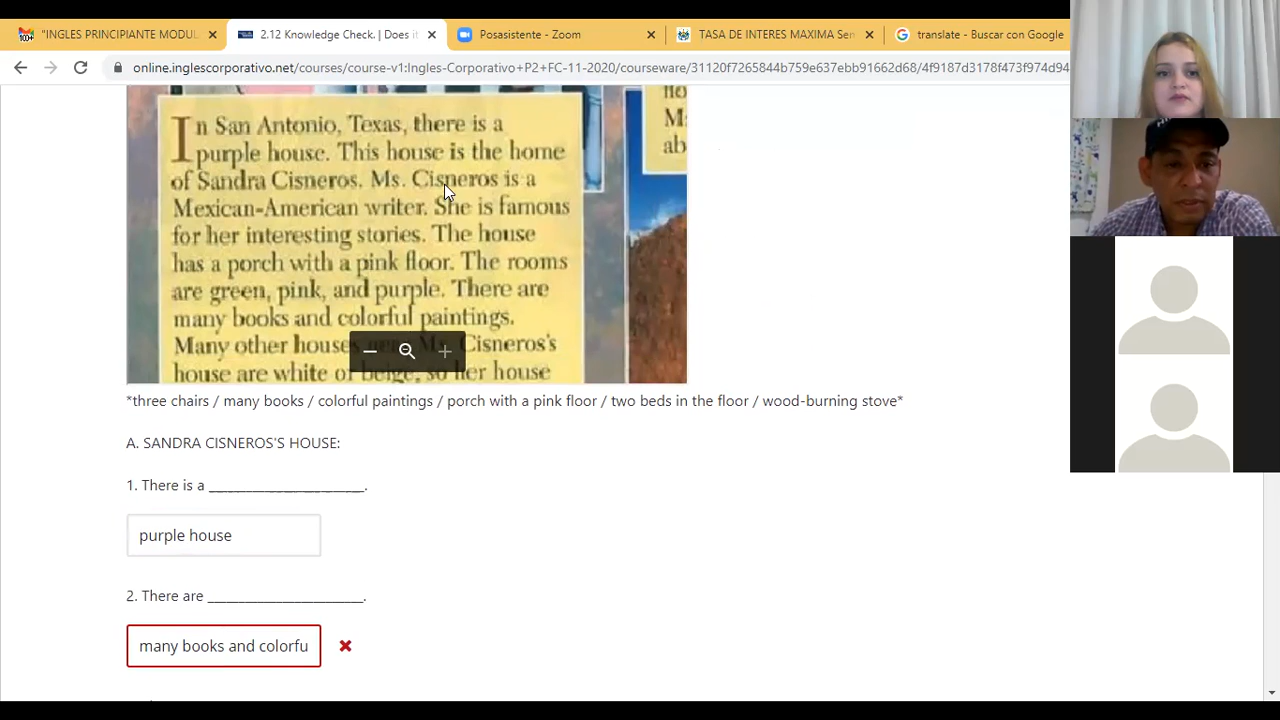 "INGLES PRINCIPIANTE MODUL
2.12 Knowledge Check. | Does i
Posasistente - Zoom
TASA DE INTERES MAXIMA Sem
translate - Buscar con Google
online.inglescorporativo.net/courses/course-v1:Ingles-Corporativo+P2+FC-11-2020/courseware/31120f7265844b759e637ebb91662d68/4f9187d3178f473f974d94
In San Antonio, Texas, there is a
purple house. This house is the home
of Sandra Cisneros. Ms. Cisneros is a
Mexican-American writer. She is famous
for her interesting stories. The house
has a porch with a pink floor. The rooms
are green, pink, and purple. There are
many books and colorful paintings.
Many other houses Cisneros's
house are white or beige, so her house
*three chairs / many books / colorful paintings / porch with a pink floor / two beds in the floor / wood-burning stove*
A. SANDRA CISNEROS'S HOUSE:
1. There is a ______________________.
purple house
2. There are ______________________.
many books and colorfu